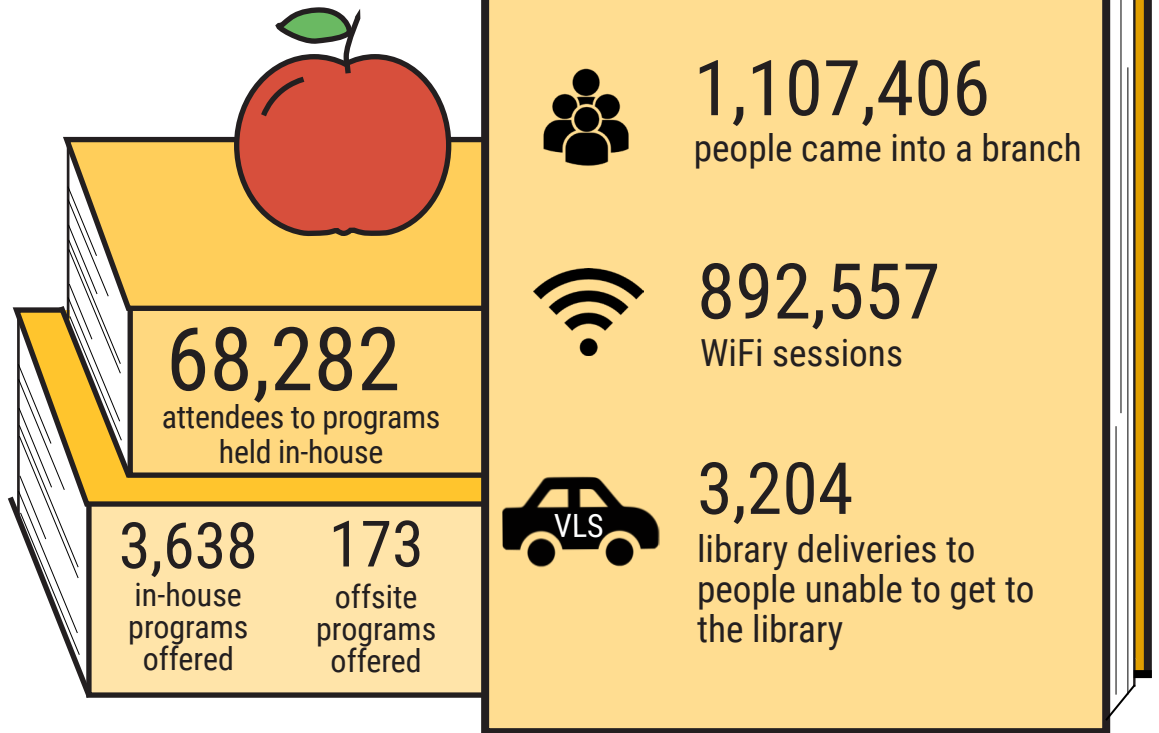 68,282
attendees to programs
held in-house
3,638
in-house
programs
offered
173
offsite
programs
offered
1,107,406
people came into a branch
892,557
WiFi sessions
VLS
3,204
library deliveries to
people unable to get to
the library